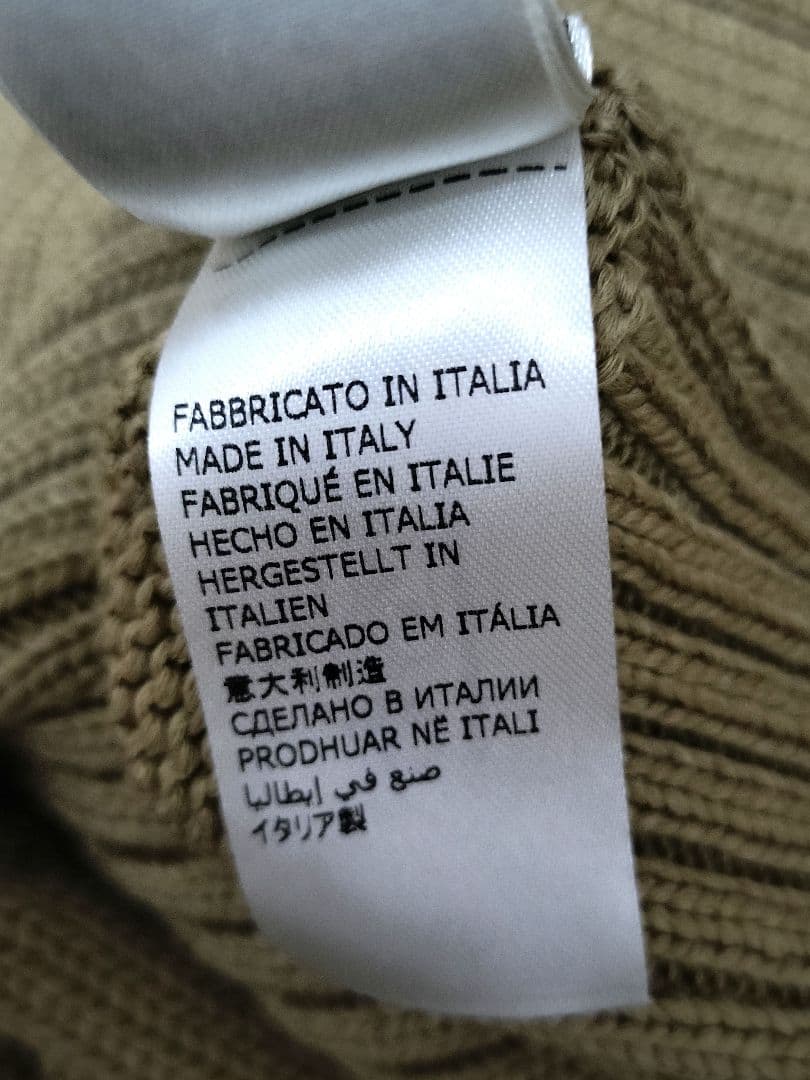 FABBRICATO IN ITALIA
MADE IN ITALY
FABRIQUÉ EN ITALIE
HECHO EN ITALIA
HERGESTELLT IN
ITALIEN
FABRICADO EM ITÁLIA
意大利制造
СДЕЛАНО В ИТАЛИИ
PRODHUAR NË ITALI
صنع في إيطاليا
イタリア製